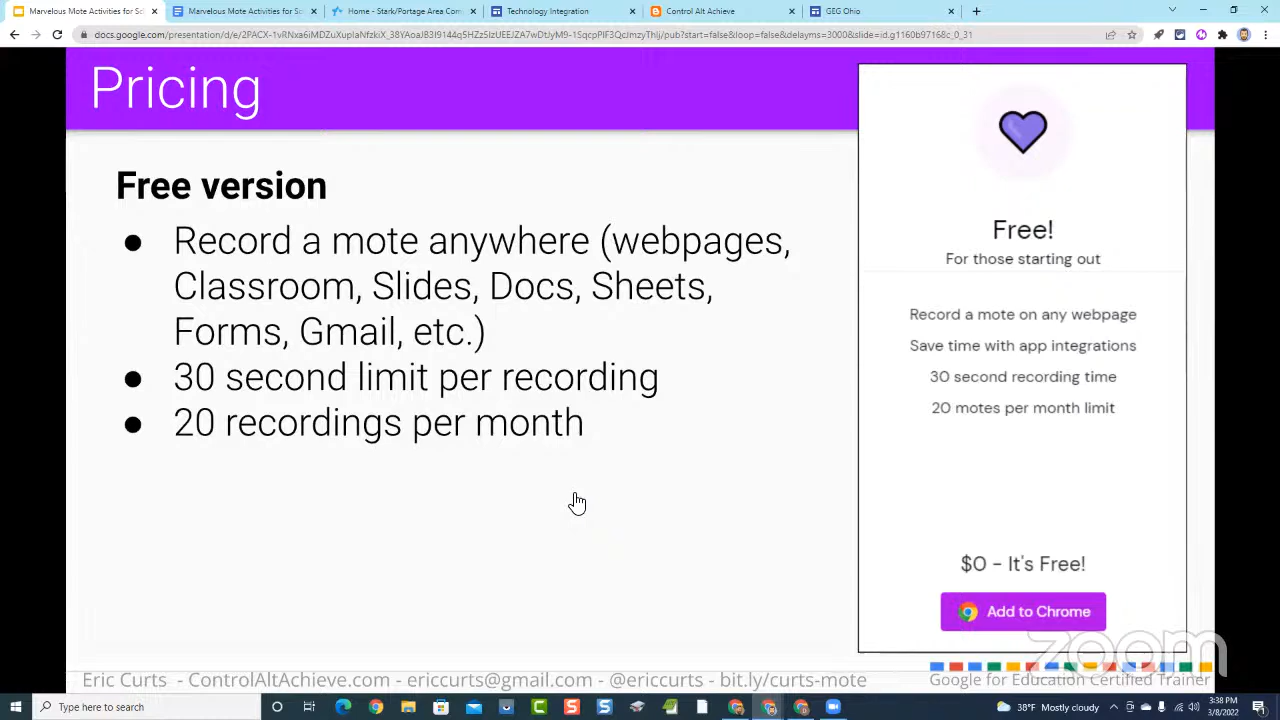 Marvelous Mote Activities for Sc
Marvelous Mote Activities for Sc
Home - Stark/Portage Area Com
Technology Integration
Control Alt Achieve
GEG Ohio
Pricing
Free version
● Record a mote anywhere (webpages,
Classroom, Slides, Docs, Sheets,
Forms, Gmail, etc.)
● 30 second limit per recording
● 20 recordings per month
Free!
For those starting out
Record a mote on any webpage
Save time with app integrations
30 second recording time
20 motes per month limit
$0 - It's Free!
Add to Chrome
zoom
Eric Curts - ControlAltAchieve.com - ericcurts@gmail.com - @ericcurts - bit.ly/curts-mote
Google for Education Certified Trainer
Type here to search
38°F Mostly cloudy
3:38 PM
3/8/2022